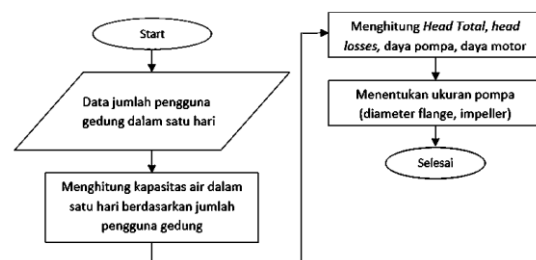 Start
Data jumlah pengguna
gedung dalam satu hari
Menghitung kapasitas air dalam
satu hari berdasarkan jumlah
pengguna gedung
Menghitung Head Total, head
losses, daya pompa, daya motor
Menentukan ukuran pompa
(diameter flange, impeller)
Selesai